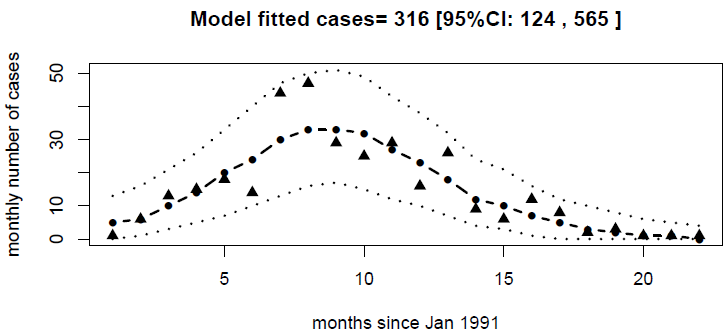 Model fitted cases= 316 [95%CI: 124 , 565 ]
monthly number of cases
50
30
10
0
5
10
15
20
months since Jan 1991